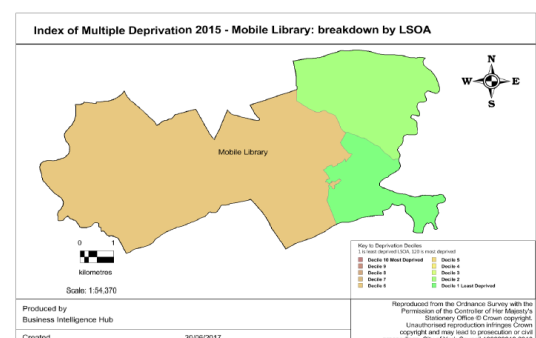 Index of Multiple Deprivation 2015 - Mobile Library: breakdown by LSOA
N
W E
S
Mobile Library
0 1
kilometres
Scale: 1:54,370
Key to Deprivation Deciles
Decile 10 Most Deprived
Decile 9
Decile 8
Decile 7
Decile 6
Decile 5
Decile 4
Decile 3
Decile 2
Decile 1 Least Deprived
Produced by
Business Intelligence Hub
Created 30/06/2017
Reproduced from the Ordnance Survey with the
Permission of the Controller of Her Majesty's
Stationery Office © Crown copyright.
Unauthorised reproduction infringes Crown
copyright and may lead to prosecution or civil